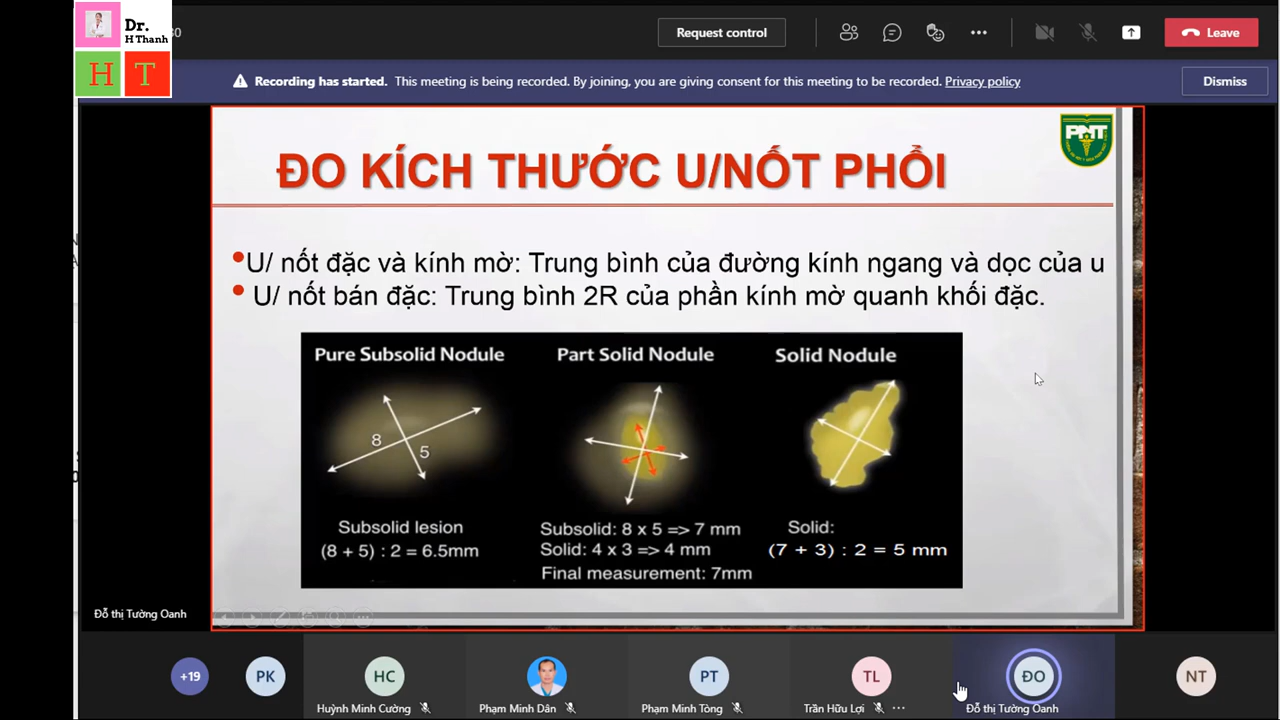 Dr.
H Thanh
H T
30
Request control
Leave
Recording has started. This meeting is being recorded. By joining, you are giving consent for this meeting to be recorded. Privacy policy
Dismiss
PNT
ĐO KÍCH THƯỚC U/NỐT PHỔI
•U/ nốt đặc và kính mờ: Trung bình của đường kính ngang và dọc của u
• U/ nốt bán đặc: Trung bình 2R của phần kính mờ quanh khối đặc.
Pure Subsolid Nodule
Part Solid Nodule
Solid Nodule
8
5
Subsolid lesion
(8 + 5) : 2 = 6.5mm
Subsolid: 8 x 5 => 7 mm
Solid: 4 x 3 => 4 mm
Final measurement: 7mm
Solid:
(7 + 3) : 2 = 5 mm
Đỗ thị Tường Oanh
+19
PK
HC
Huỳnh Minh Cường
Phạm Minh Dân
PT
Phạm Minh Tòng
TL
Trần Hữu Lợi
ĐO
Đỗ thị Tường Oanh
NT